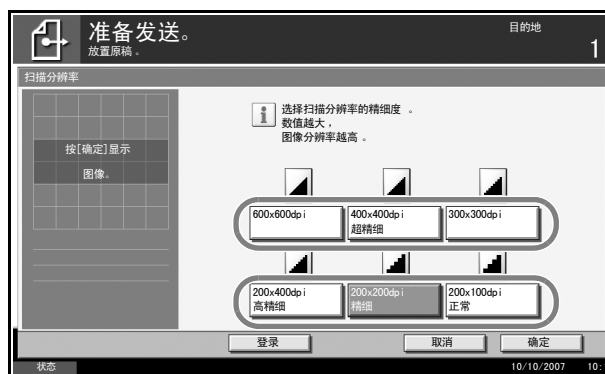 准备发送。
放置原稿。
目的地
1
扫描分辨率
按[确定]显示
图像。
选择扫描分辨率的精细度 。
数值越大，
图像分辨率越高 。
600x600dpi
400x400dpi
超精细
300x300dpi
200x400dpi
高精细
200x200dpi
精细
200x100dpi
正常
登录
取消
确定
状态
10/10/2007
10: